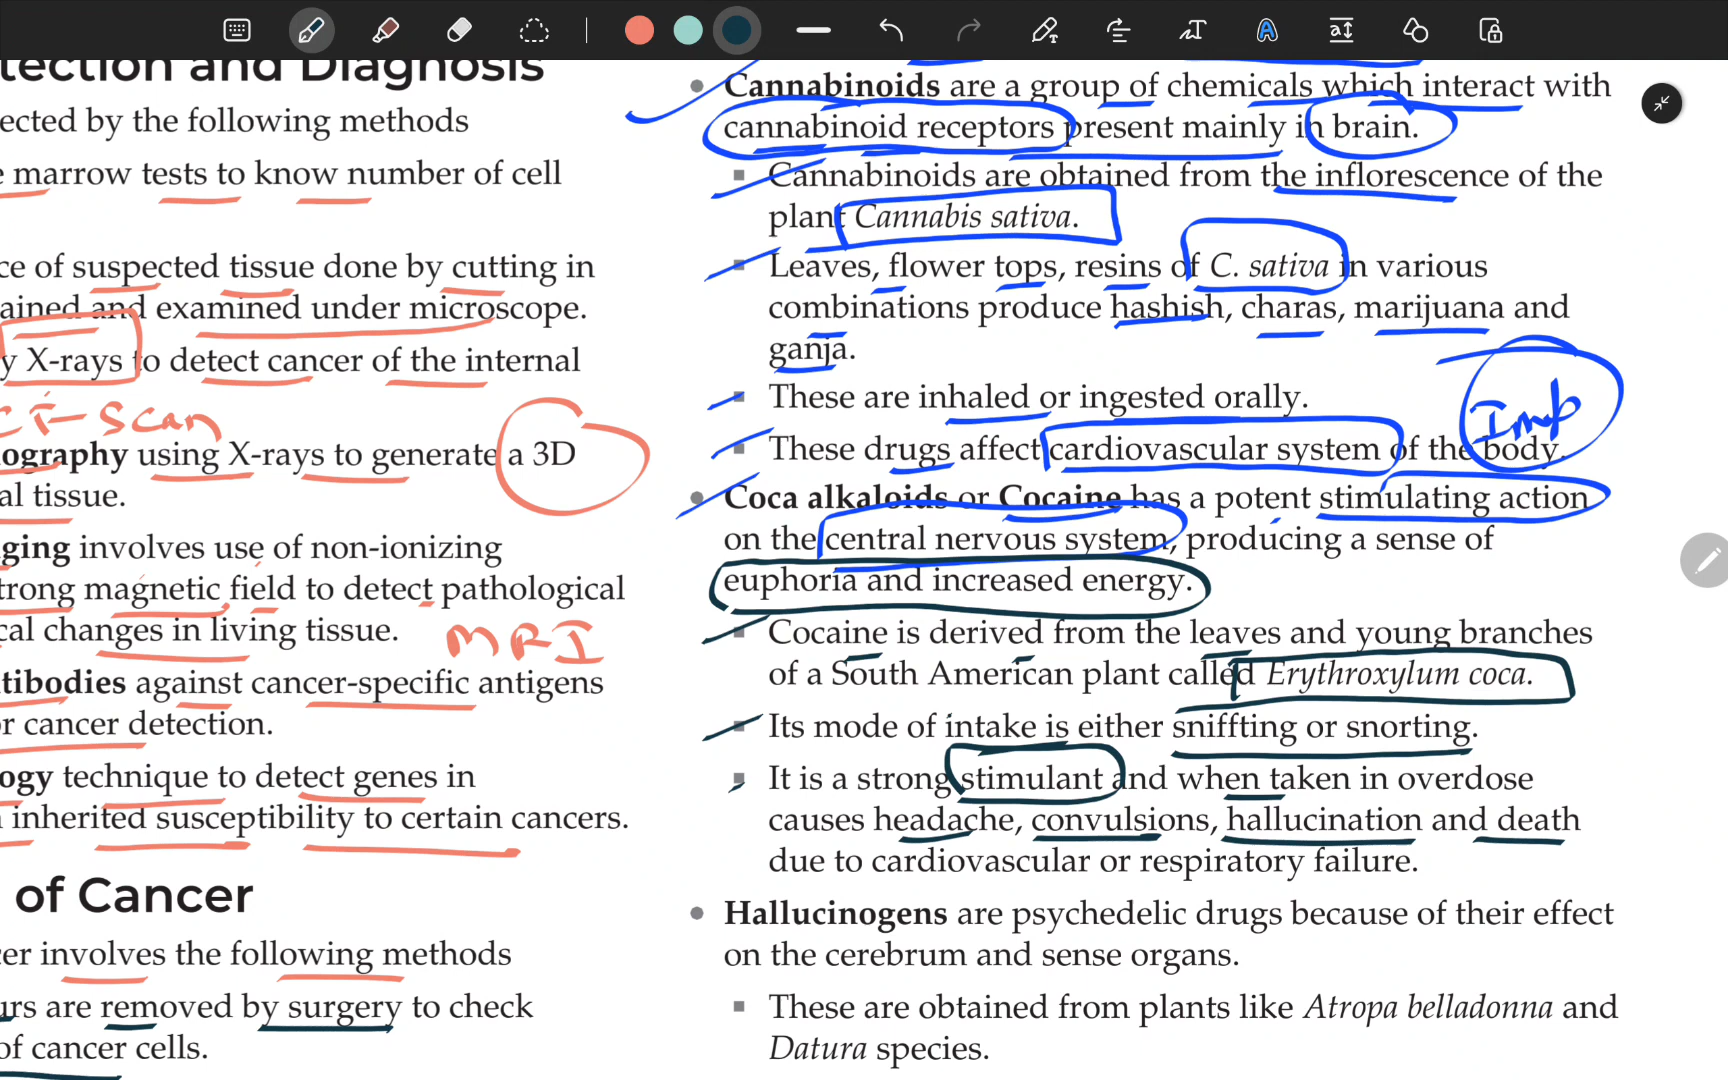 tection and Diagnosis
ected by the following methods
e marrow tests to know number of cell
ce of suspected tissue done by cutting in
ained and examined under microscope.
y X-rays to detect cancer of the internal
CT-Scan
ography using X-rays to generate a 3D
al tissue.
ging involves use of non-ionizing
trong magnetic field to detect pathological
cal changes in living tissue.
MRI
tibodies against cancer-specific antigens
or cancer detection.
ogy technique to detect genes in
inherited susceptibility to certain cancers.
of Cancer
cer involves the following methods
urs are removed by surgery to check
of cancer cells.
Cannabinoids are a group of chemicals which interact with
cannabinoid receptors present mainly in brain.
Cannabinoids are obtained from the inflorescence of the
plant Cannabis sativa.
Leaves, flower tops, resins of C. sativa in various
combinations produce hashish, charas, marijuana and
ganja.
These are inhaled or ingested orally.
Imp
These drugs affect cardiovascular system of the body.
Coca alkaloids or Cocaine has a potent stimulating action
on the central nervous system, producing a sense of
euphoria and increased energy.
Cocaine is derived from the leaves and young branches
of a South American plant called Erythroxylum coca.
Its mode of intake is either sniffting or snorting.
It is a strong stimulant and when taken in overdose
causes headache, convulsions, hallucination and death
due to cardiovascular or respiratory failure.
Hallucinogens are psychedelic drugs because of their effect
on the cerebrum and sense organs.
These are obtained from plants like Atropa belladonna and
Datura species.